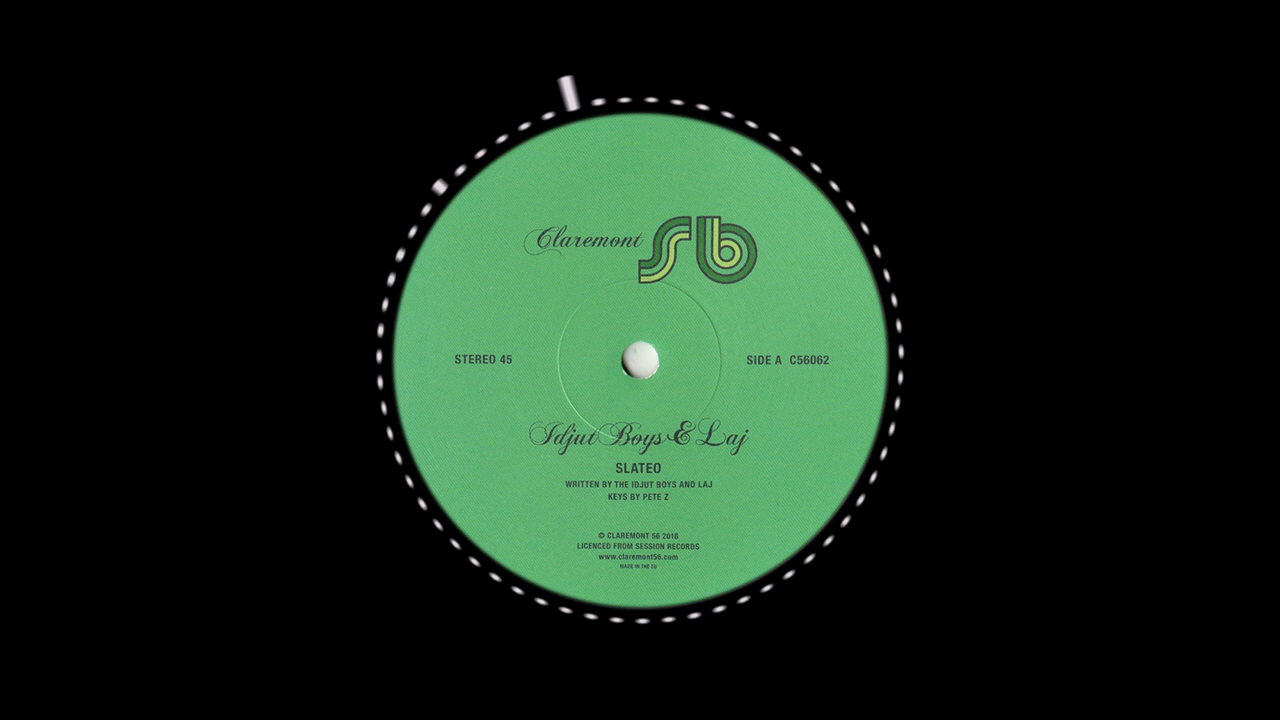 Claremont 56
STEREO 45
SIDE A C56062
Idjut Boys & Laj
SLATEO
WRITTEN BY THE IDJUT BOYS AND LAJ
KEYS BY PETE Z
© CLAREMONT 56 2018
LICENCED FROM SESSION RECORDS
www.claremont56.com
MADE IN THE EU